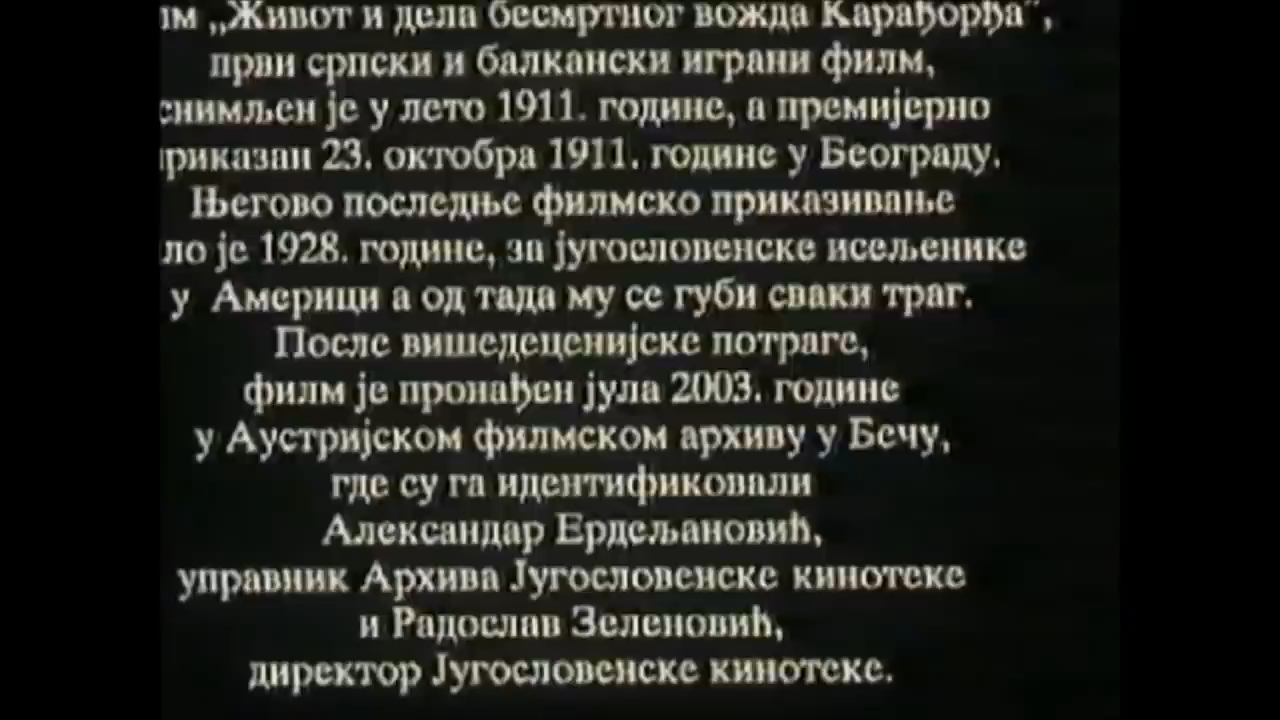 „Живот и дела бесмртног вожда Карађорђа”,
први српски и балкански играни филм,
снимљен је у лето 1911. године, а премијерно
приказан 23. октобра 1911. године у Београду.
Његово последње филмско приказивање
ло је 1928. године, за југословенске исељенике
у Америци а од тада му се губи сваки траг.
После вишедеценијске потраге,
филм је пронађен јула 2003. године
у Аустријском филмском архиву у Бечу,
где су га идентификовали
Александар Ердељановић,
управник Архива Југословенске кинотеке
и Радослав Зеленовић,
директор Југословенске кинотеке.